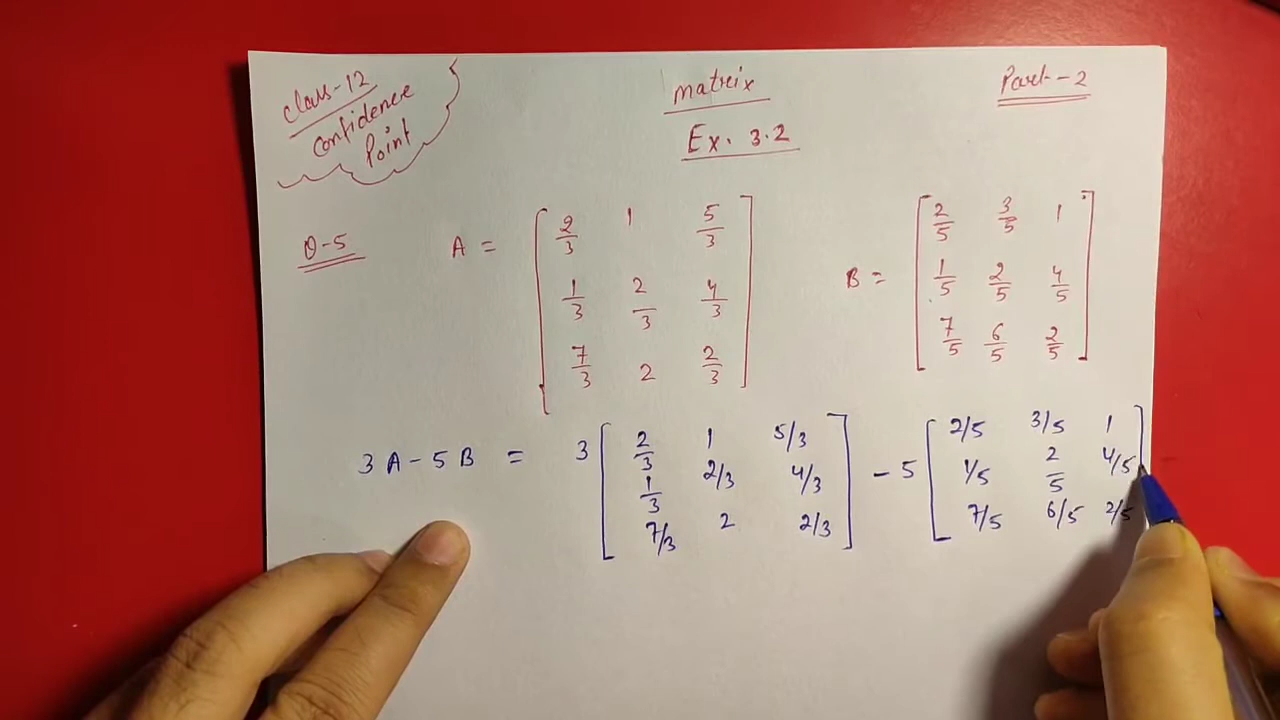 Class-12
Confidence
Point
Matrix
Ex. 3.2
Part-2
Q-5
A = [ 2/3 1 5/3
1/3 2/3 4/3
7/3 2 2/3 ]
B = [ 2/5 3/5 1
1/5 2/5 4/5
7/5 6/5 2/5 ]
3A-5B = 3 [ 2/3 1 5/3
1/3 2/3 4/3
7/3 2 2/3 ]
- 5 [ 2/5 3/5 1
1/5 2/5 4/5
7/5 6/5 2/5 ]